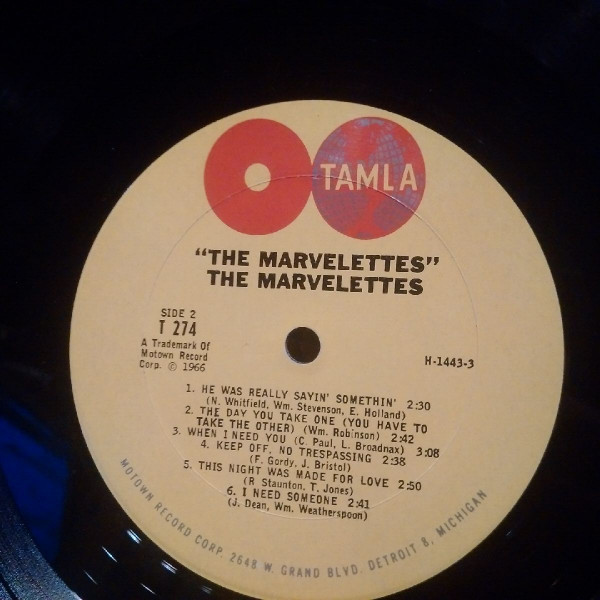 TAMLA
"THE MARVELETTES"
THE MARVELETTES
SIDE 2
T 274
A Trademark Of
Motown Record
Corp. © 1966
H-1443-3
1. HE WAS REALLY SAYIN' SOMETHIN' 2:30
(N. Whitfield, Wm. Stevenson, E. Holland)
2. THE DAY YOU TAKE ONE (YOU HAVE TO
TAKE THE OTHER) (Wm. Robinson) 2:42
3. WHEN I NEED YOU (C. Paul, L. Broadnax) 3:08
4. KEEP OFF, NO TRESPASSING 2:38
(F. Gordy, J. Bristol)
5. THIS NIGHT WAS MADE FOR LOVE 2:50
(R Staunton, T. Jones)
6. I NEED SOMEONE 2:41
(J. Dean, Wm. Weatherspoon)
MOTOWN RECORD CORP. 2648 W. GRAND BLVD. DETROIT 8, MICHIGAN